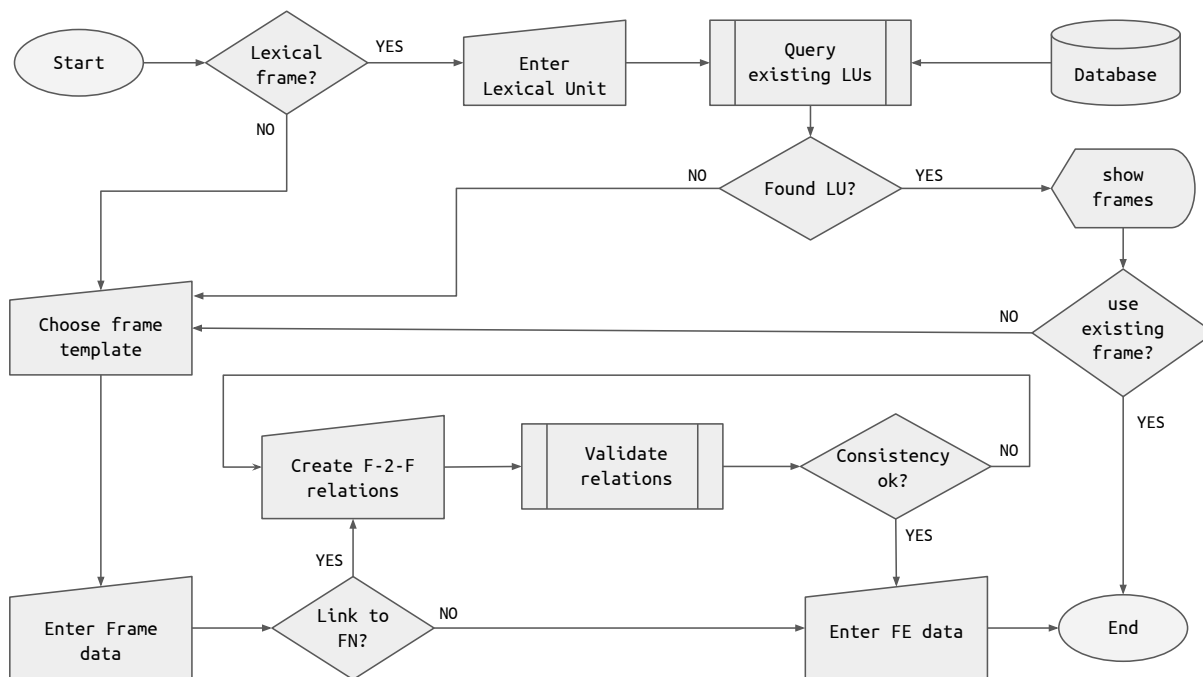 Start
Lexical
frame?
YES
NO
Enter
Lexical Unit
Query
existing LUs
Database
Found LU?
NO
YES
show
frames
use
existing
frame?
NO
YES
Choose frame
template
Create F-2-F
relations
Validate
relations
Consistency
ok?
NO
YES
Enter Frame
data
Link to
FN?
YES
NO
Enter FE data
End